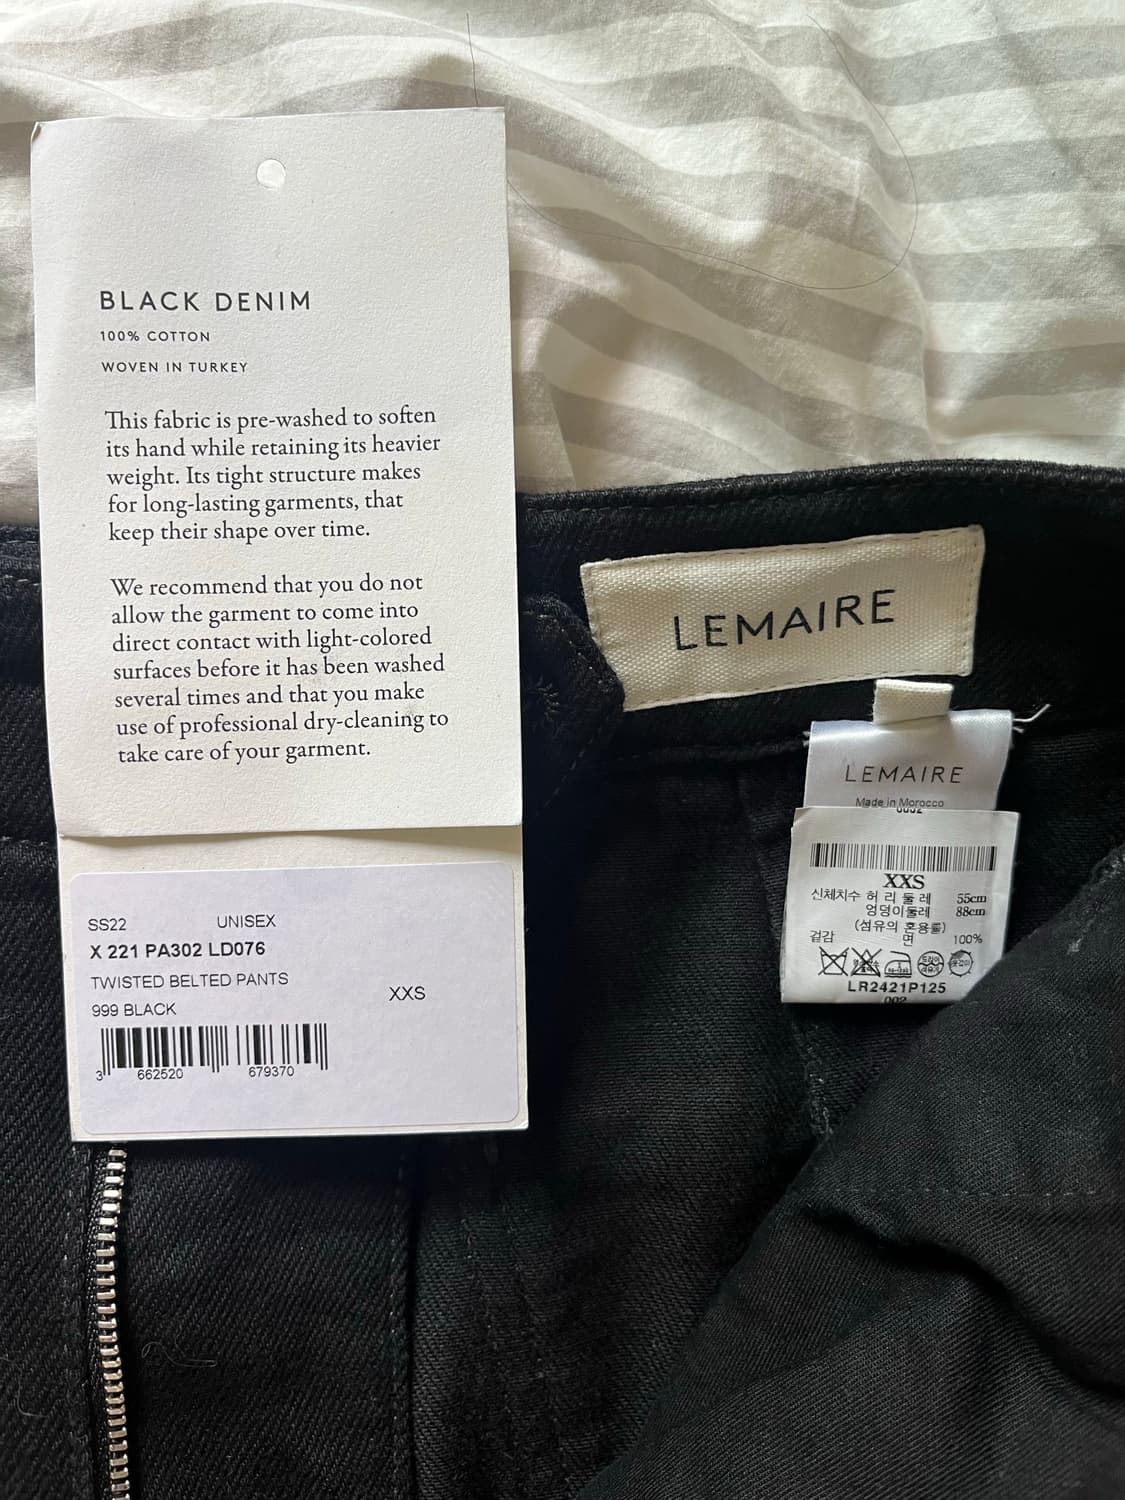 BLACK DENIM
100% COTTON
WOVEN IN TURKEY
This fabric is pre-washed to soften
its hand while retaining its heavier
weight. Its tight structure makes
for long-lasting garments, that
keep their shape over time.
We recommend that you do not
allow the garment to come into
direct contact with light-colored
surfaces before it has been washed
several times and that you make
use of professional dry-cleaning to
take care of your garment.
SS22 UNISEX
X 221 PA302 LD076
TWISTED BELTED PANTS
999 BLACK XXS
3 662520 679370
LEMAIRE
LEMAIRE
Made in Morocco
XXS
신체치수 허 리 둘 레 55cm
엉덩이둘레 88cm
(섬유의 혼용률)
겉감 면 100%
LR2421P125
002